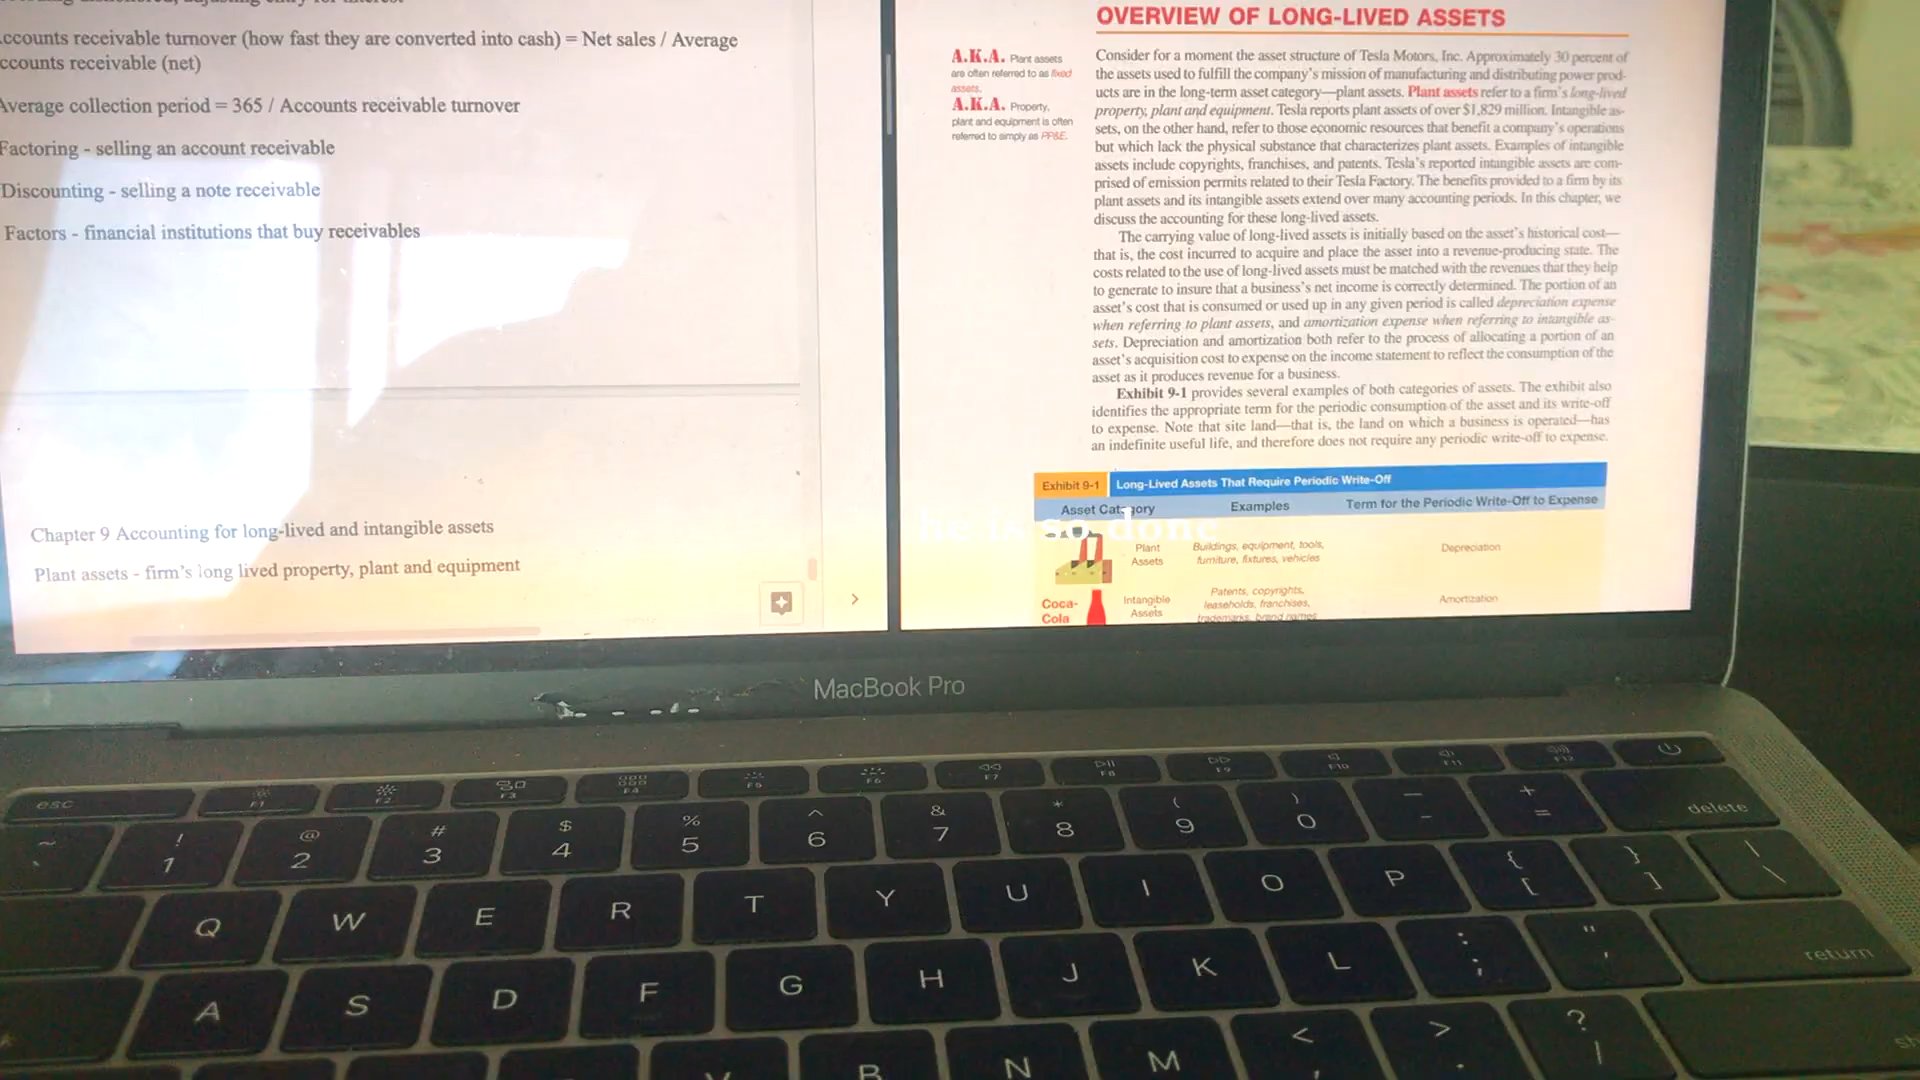 ccounts receivable turnover (how fast they are converted into cash) = Net sales / Average
ccounts receivable (net)
Average collection period = 365 / Accounts receivable turnover
Factoring - selling an account receivable
Discounting - selling a note receivable
Factors - financial institutions that buy receivables
Chapter 9 Accounting for long-lived and intangible assets
Plant assets - firm's long lived property, plant and equipment
OVERVIEW OF LONG-LIVED ASSETS
A.K.A. Plant assets
are often referred to as fixed
assets.
A.K.A. Property,
plant and equipment is often
referred to simply as PP&E.
Consider for a moment the asset structure of Tesla Motors, Inc. Approximately 30 percent of
the assets used to fulfill the company's mission of manufacturing and distributing power prod-
ucts are in the long-term asset category—plant assets. Plant assets refer to a firm's long-lived
property, plant and equipment. Tesla reports plant assets of over $1,829 million. Intangible as-
sets, on the other hand, refer to those economic resources that benefit a company's operations
but which lack the physical substance that characterizes plant assets. Examples of intangible
assets include copyrights, franchises, and patents. Tesla's reported intangible assets are com-
prised of emission permits related to their Tesla Factory. The benefits provided to a firm by its
plant assets and its intangible assets extend over many accounting periods. In this chapter, we
discuss the accounting for these long-lived assets.
The carrying value of long-lived assets is initially based on the asset's historical cost—
that is, the cost incurred to acquire and place the asset into a revenue-producing state. The
costs related to the use of long-lived assets must be matched with the revenues that they help
to generate to insure that a business's net income is correctly determined. The portion of an
asset's cost that is consumed or used up in any given period is called depreciation expense
when referring to plant assets, and amortization expense when referring to intangible as-
sets. Depreciation and amortization both refer to the process of allocating a portion of an
asset's acquisition cost to expense on the income statement to reflect the consumption of the
asset as it produces revenue for a business.
Exhibit 9-1 provides several examples of both categories of assets. The exhibit also
identifies the appropriate term for the periodic consumption of the asset and its write-off
to expense. Note that site land—that is, the land on which a business is operated—has
an indefinite useful life, and therefore does not require any periodic write-off to expense.
Exhibit 9-1 Long-Lived Assets That Require Periodic Write-Off
Asset Category Examples Term for the Periodic Write-Off to Expense
he is so done
Plant
Assets
Buildings, equipment, tools,
furniture, fixtures, vehicles
Depreciation
Coca-
Cola
Intangible
Assets
Patents, copyrights,
leaseholds, franchises,
trademarks, brand names
Amortization
MacBook Pro
esc F1 F2 F3 F4 F5 F6 F7 F8 F9 F10 F11 F12
~ ! @ # $ % ^ & * ( ) — +
` 1 2 3 4 5 6 7 8 9 0 - = delete
Q W E R T Y U I O P { [ } ] | \
A S D F G H J K L : ; " ' return
V B N M < , > . ? / sh